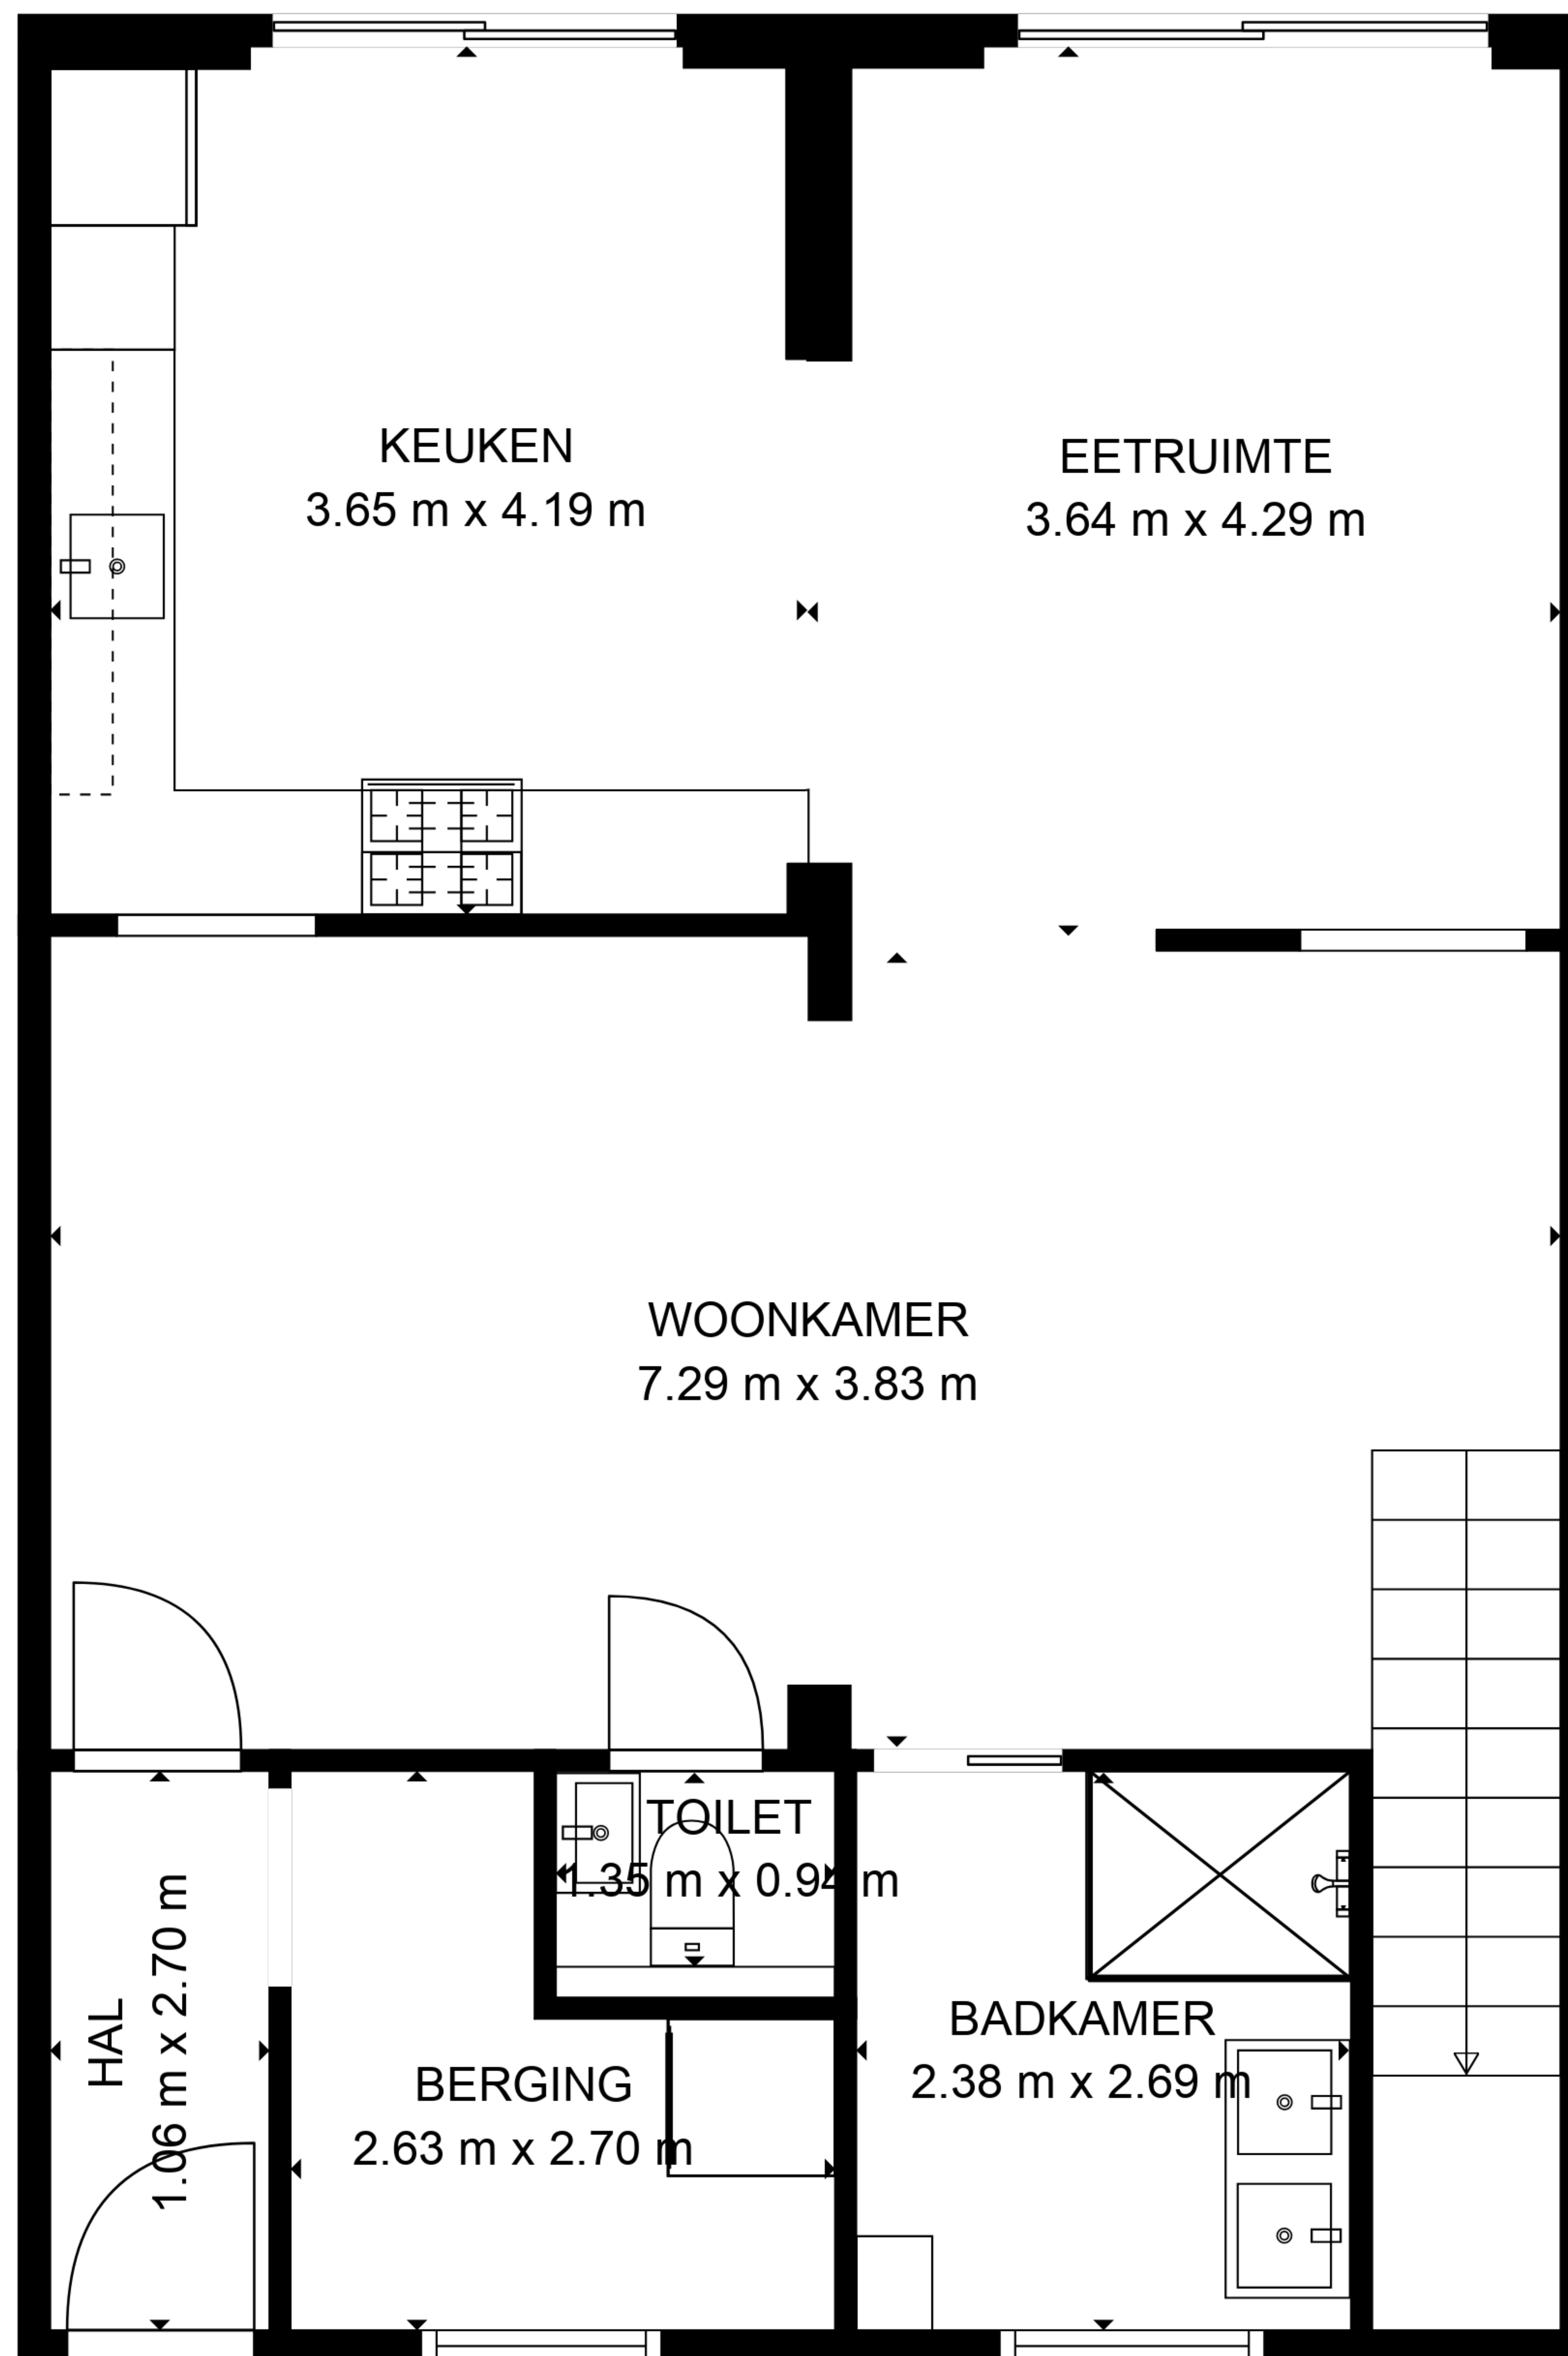 KEUKEN
3.65 m x 4.19 m
EETRUIMTE
3.64 m x 4.29 m
WOONKAMER
7.29 m x 3.83 m
TOILET
1.35 m x 0.94 m
HAL
1.06 m x 2.70 m
BERGING
2.63 m x 2.70 m
BADKAMER
2.38 m x 2.69 m